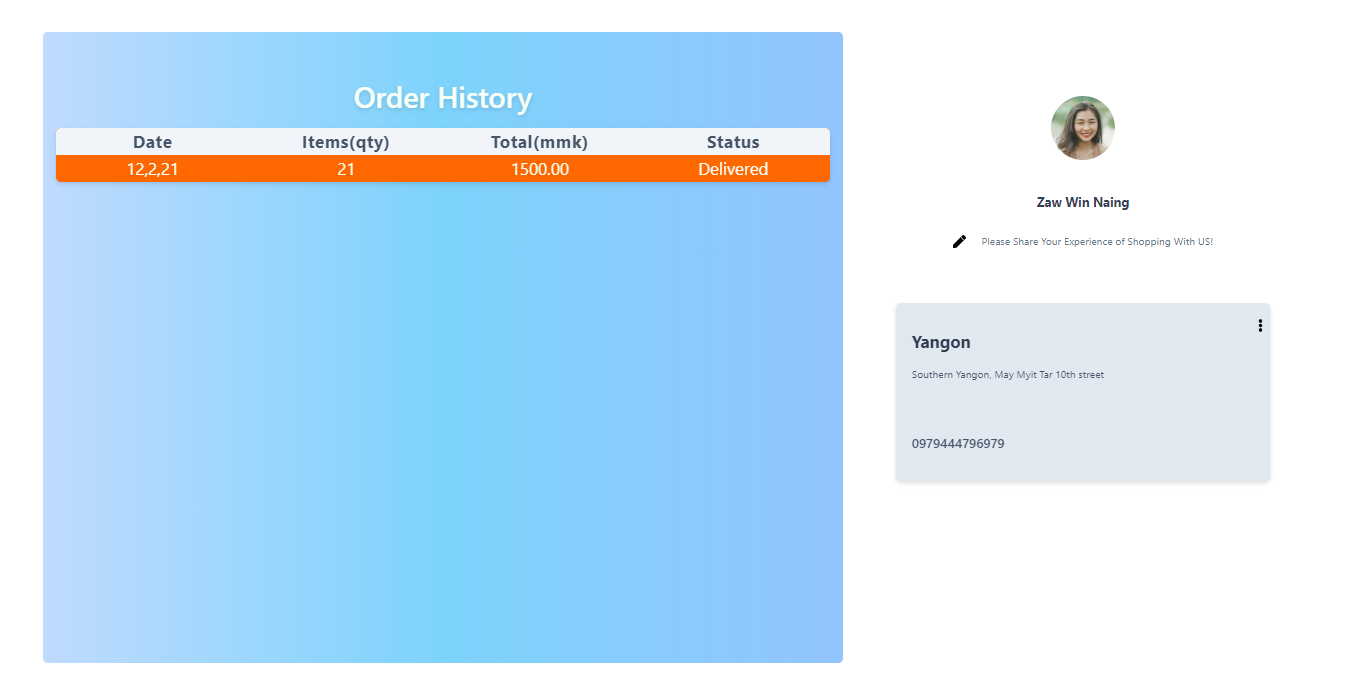 Order History
Date Items(qty) Total(mmk) Status
12,2,21 21 1500.00 Delivered
Zaw Win Naing
Please Share Your Experience of Shopping With US!
Yangon
Southern Yangon, May Myit Tar 10th street
0979444796979